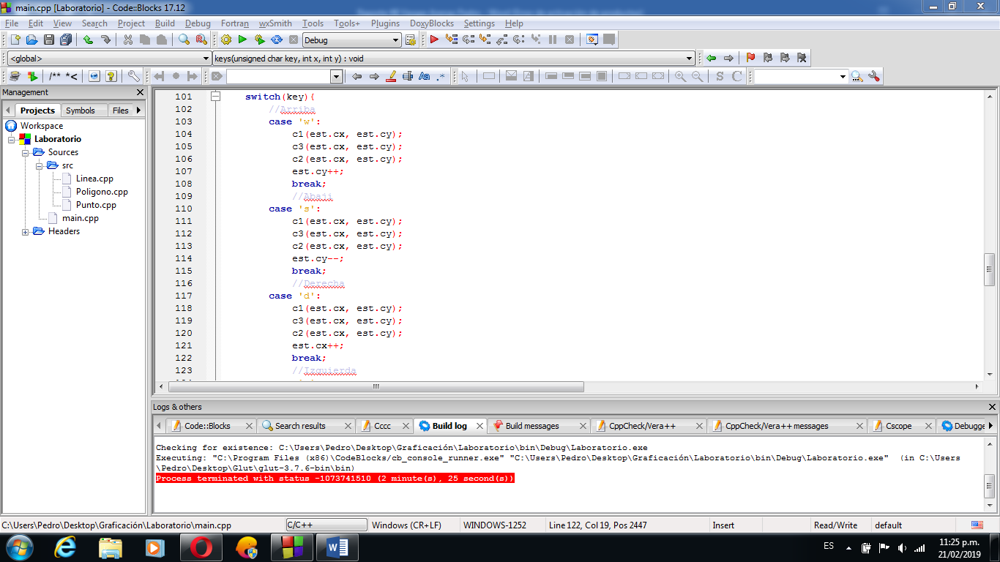 main.cpp [Laboratorio] - Code::Blocks 17.12
File Edit View Search Project Build Debug Fortran wxSmith Tools Tools+ Plugins DoxyBlocks Settings Help
Debug
<global> keys(unsigned char key, int x, int y) : void
/** *< Aa .* S C
Management
Projects Symbols Files
Workspace
Laboratorio
Sources
src
Linea.cpp
Poligono.cpp
Punto.cpp
main.cpp
Headers
101 switch(key){
102 //Arriba
103 case 'w':
104 c1(est.cx, est.cy);
105 c3(est.cx, est.cy);
106 c2(est.cx, est.cy);
107 est.cy++;
108 break;
109 //Abaji
110 case 's':
111 c1(est.cx, est.cy);
112 c3(est.cx, est.cy);
113 c2(est.cx, est.cy);
114 est.cy--;
115 break;
116 //Derecha
117 case 'd':
118 c1(est.cx, est.cy);
119 c3(est.cx, est.cy);
120 c2(est.cx, est.cy);
121 est.cx++;
122 break;
123 //Izquierda
Logs & others
Code::Blocks Search results Cccc Build log Build messages CppCheck/Vera++ CppCheck/Vera++ messages Cscope Debugge
Checking for existence: C:\Users\Pedro\Desktop\Graficación\Laboratorio\bin\Debug\Laboratorio.exe
Executing: "C:\Program Files (x86)\CodeBlocks/cb_console_runner.exe" "C:\Users\Pedro\Desktop\Graficación\Laboratorio\bin\Debug\Laboratorio.exe" (in C:\Users
\Pedro\Desktop\Glut\glut-3.7.6-bin\bin)
Process terminated with status -1073741510 (2 minute(s), 25 second(s))
C:\Users\Pedro\Desktop\Graficación\Laboratorio\main.cpp C/C++ Windows (CR+LF) WINDOWS-1252 Line 122, Col 19, Pos 2447 Insert Read/Write default
ES 11:25 p.m.
21/02/2019